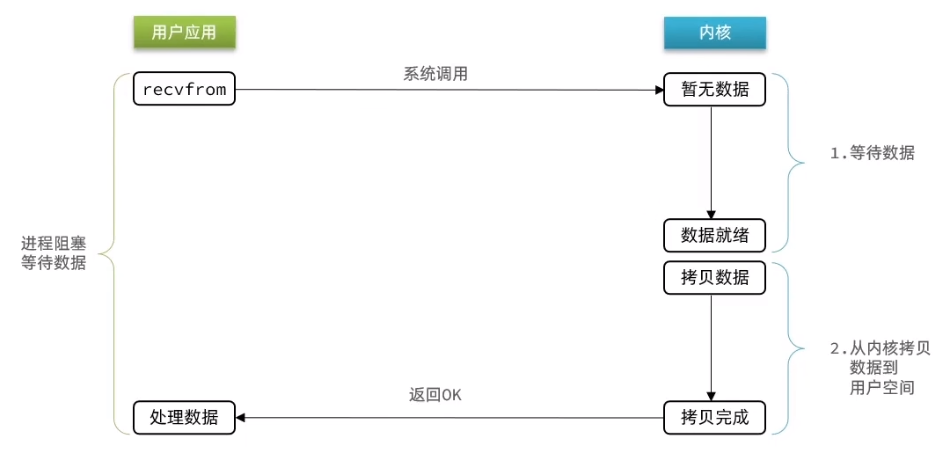 用户应用
内核
系统调用
recvfrom
暂无数据
1.等待数据
数据就绪
进程阻塞
等待数据
拷贝数据
2.从内核拷贝
数据到
用户空间
返回OK
处理数据
拷贝完成